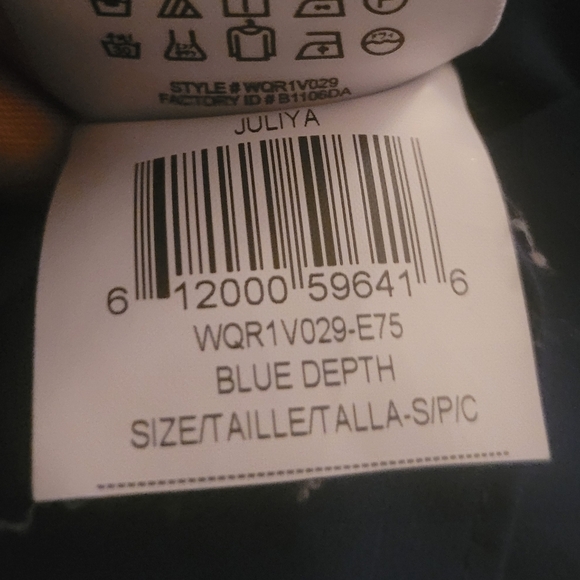 STYLE # WQR1V029
FACTORY ID # B1106DA
JULIYA
6 12000 59641 6
WQR1V029-E75
BLUE DEPTH
SIZE/TAILLE/TALLA-S/P/C